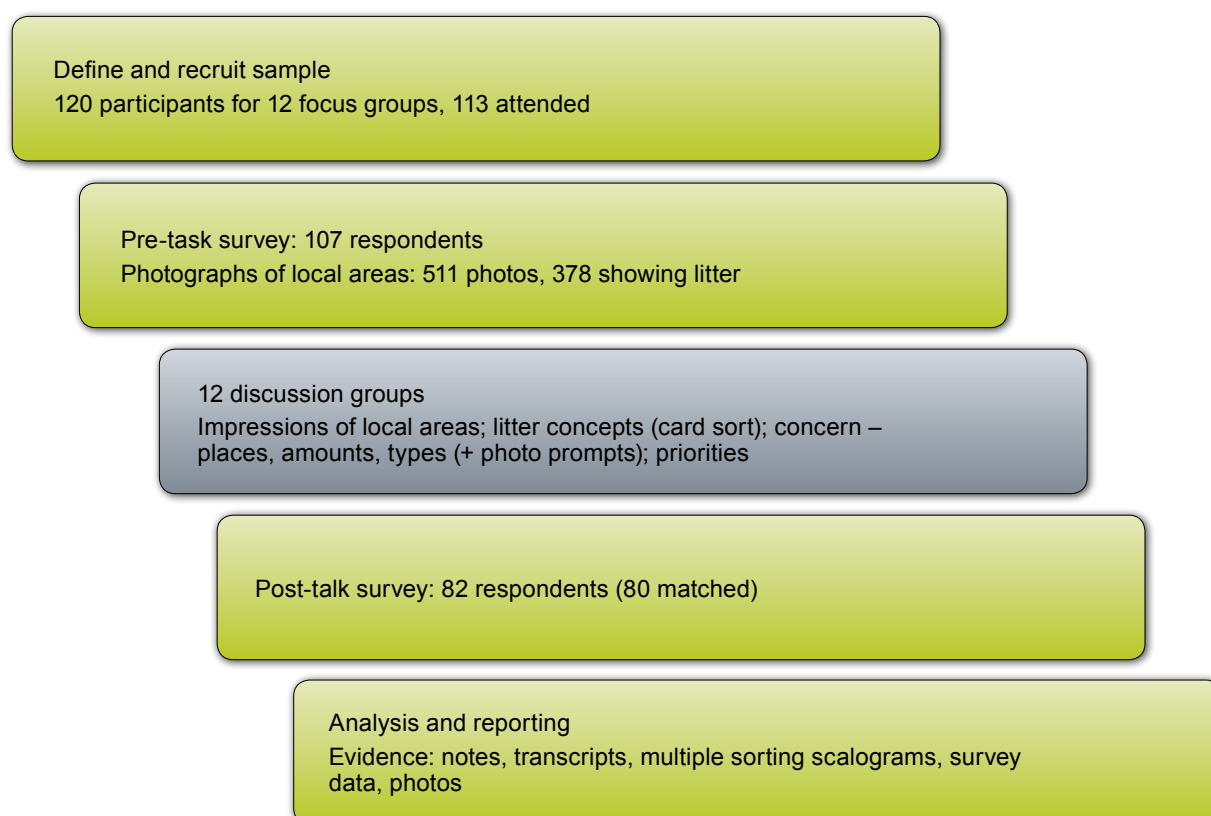 Define and recruit sample
120 participants for 12 focus groups, 113 attended
Pre-task survey: 107 respondents
Photographs of local areas: 511 photos, 378 showing litter
12 discussion groups
Impressions of local areas; litter concepts (card sort); concern –
places, amounts, types (+ photo prompts); priorities
Post-talk survey: 82 respondents (80 matched)
Analysis and reporting
Evidence: notes, transcripts, multiple sorting scalograms, survey
data, photos